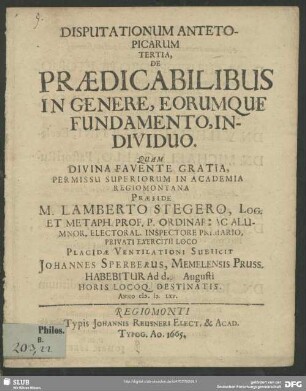 5.
DISPUTATIONUM ANTETO-
PICARUM
TERTIA,
DE
PRÆDICABILIBUS
IN GENERE, EORUMQUE
FUNDAMENTO, IN-
DIVIDUO.
QUAM
DIVINA FAVENTE GRATIA,
PERMISSU SUPERIORUM IN ACADEMIA
REGIOMONTANA
PRÆSIDE
M. LAMBERTO STEGERO, LOG.
ET METAPH. PROF. P. ORDINAR. AC ALU-
MNOR. ELECTORAL. INSPECTORE PRIMARIO,
PRIVATI EXERCITII LOCO
PLACIDÆ VENTILATIONI SUBIICIT
JOHANNES SPERBERUS, MEMELENSIS PRUSS.
HABEBITUR Ad d. Augusti
HORIS LOCOQ. DESTINATIS.
REGIOMONTI
Typis JOHANNIS REUSNERI ELECT. & ACAD.
TYPOG. AO. 1665.
Philos.
B.
203,22